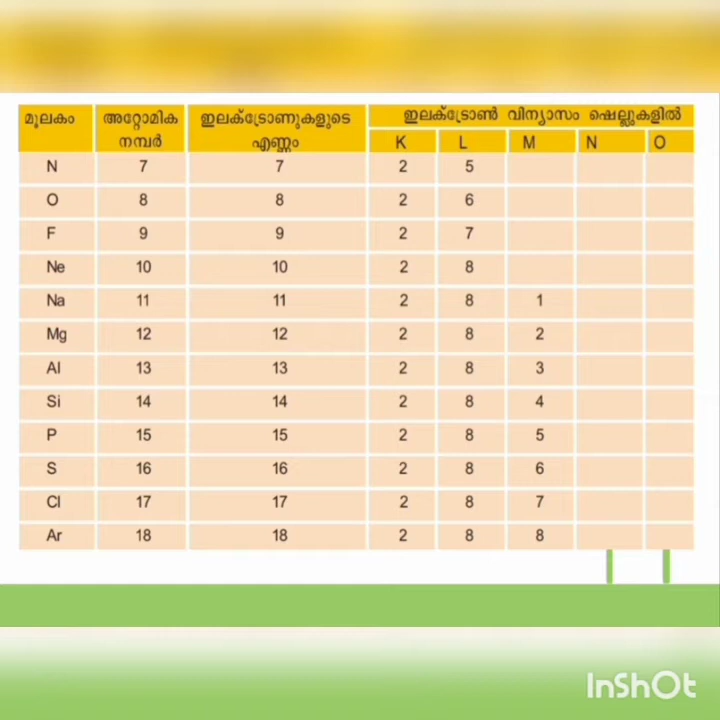 മൂലകം അറ്റോമിക നമ്പർ ഇലക്ട്രോണുകളുടെ എണ്ണം ഇലക്ട്രോൺ വിന്യാസം ഷെല്ലുകളിൽ
K L M N O
N 7 7 2 5
O 8 8 2 6
F 9 9 2 7
Ne 10 10 2 8
Na 11 11 2 8 1
Mg 12 12 2 8 2
Al 13 13 2 8 3
Si 14 14 2 8 4
P 15 15 2 8 5
S 16 16 2 8 6
Cl 17 17 2 8 7
Ar 18 18 2 8 8
InShOt